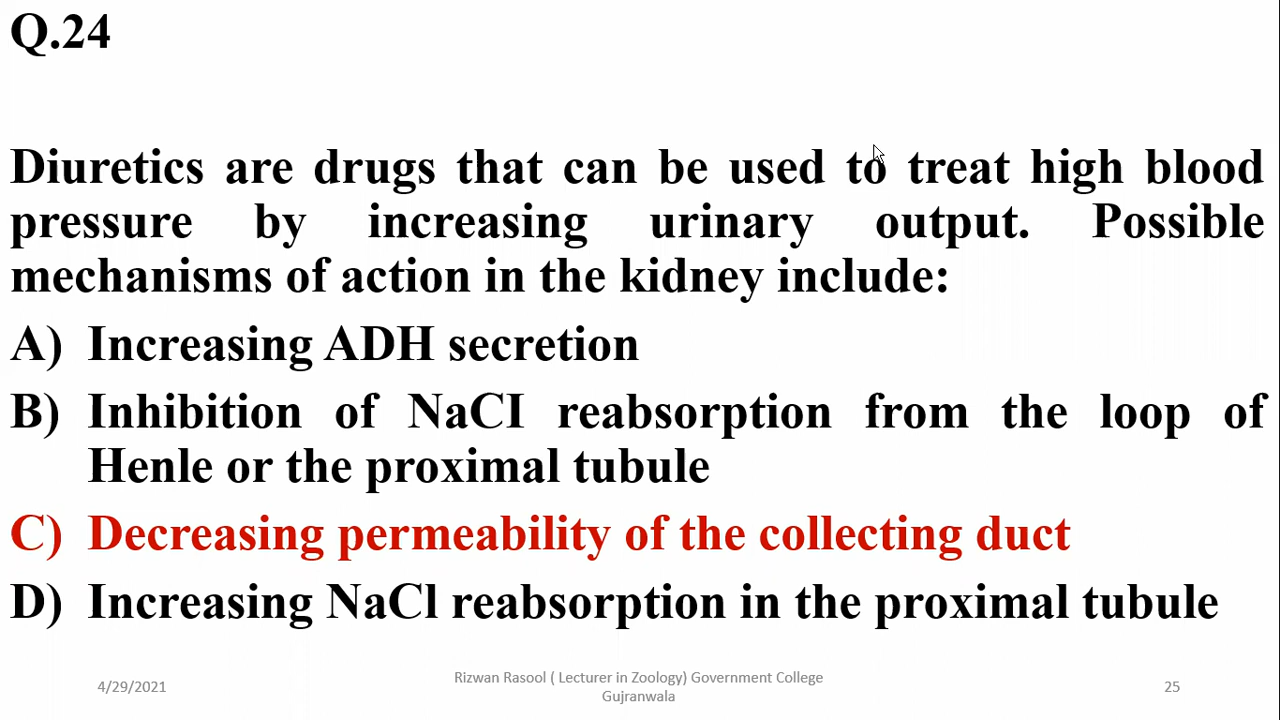 Q.24
Diuretics are drugs that can be used to treat high blood
pressure by increasing urinary output. Possible
mechanisms of action in the kidney include:
A) Increasing ADH secretion
B) Inhibition of NaCI reabsorption from the loop of
Henle or the proximal tubule
C) Decreasing permeability of the collecting duct
D) Increasing NaCl reabsorption in the proximal tubule
4/29/2021
Rizwan Rasool ( Lecturer in Zoology) Government College
Gujranwala
25